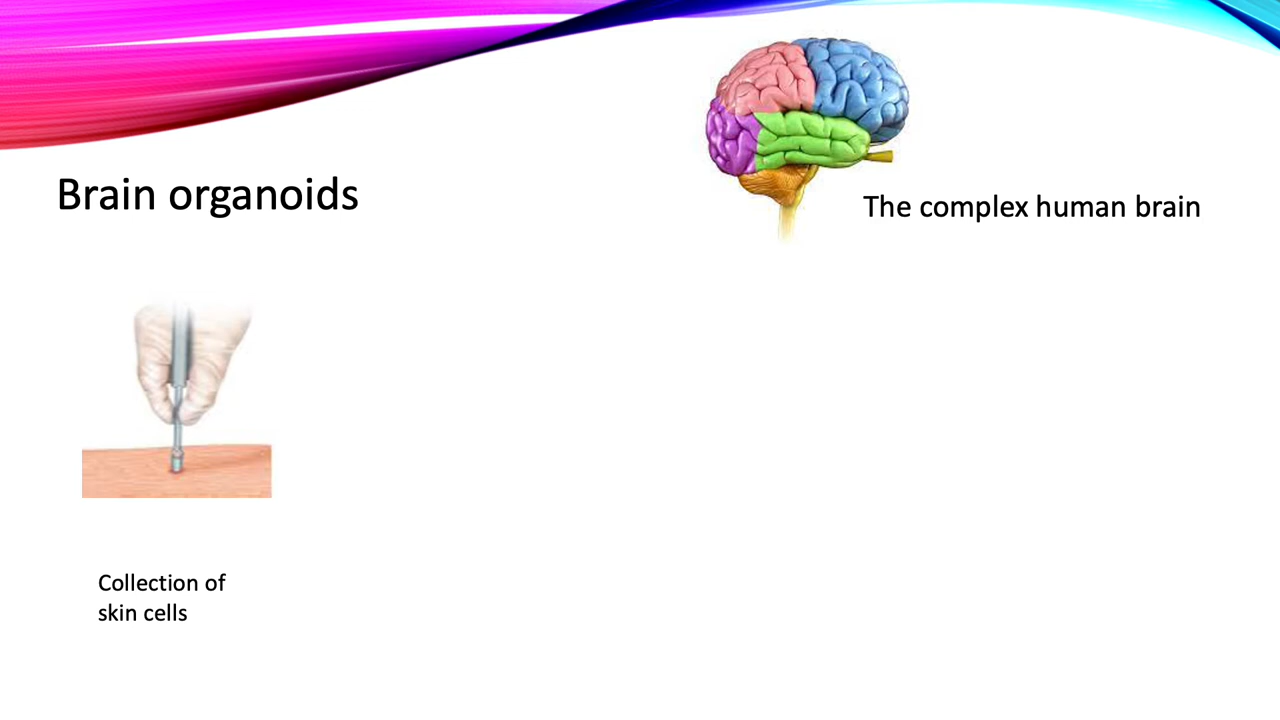 Brain organoids
The complex human brain
Collection of
skin cells